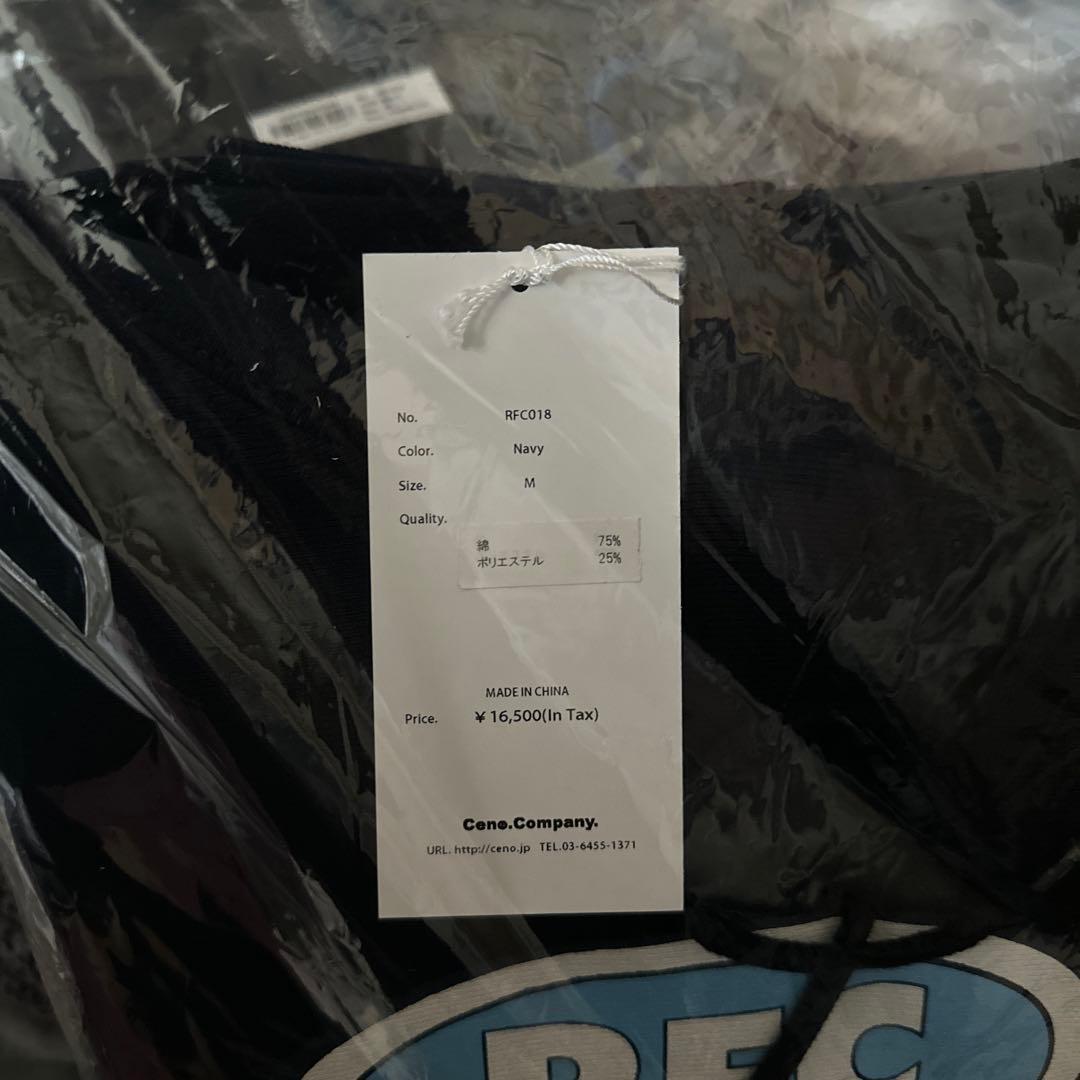 No. RFC018
Color. Navy
Size. M
Quality.
綿 75%
ポリエステル 25%
MADE IN CHINA
Price. ¥16,500(In Tax)
Ceno.Company.
URL. http://ceno.jp TEL.03-6455-1371
RFC